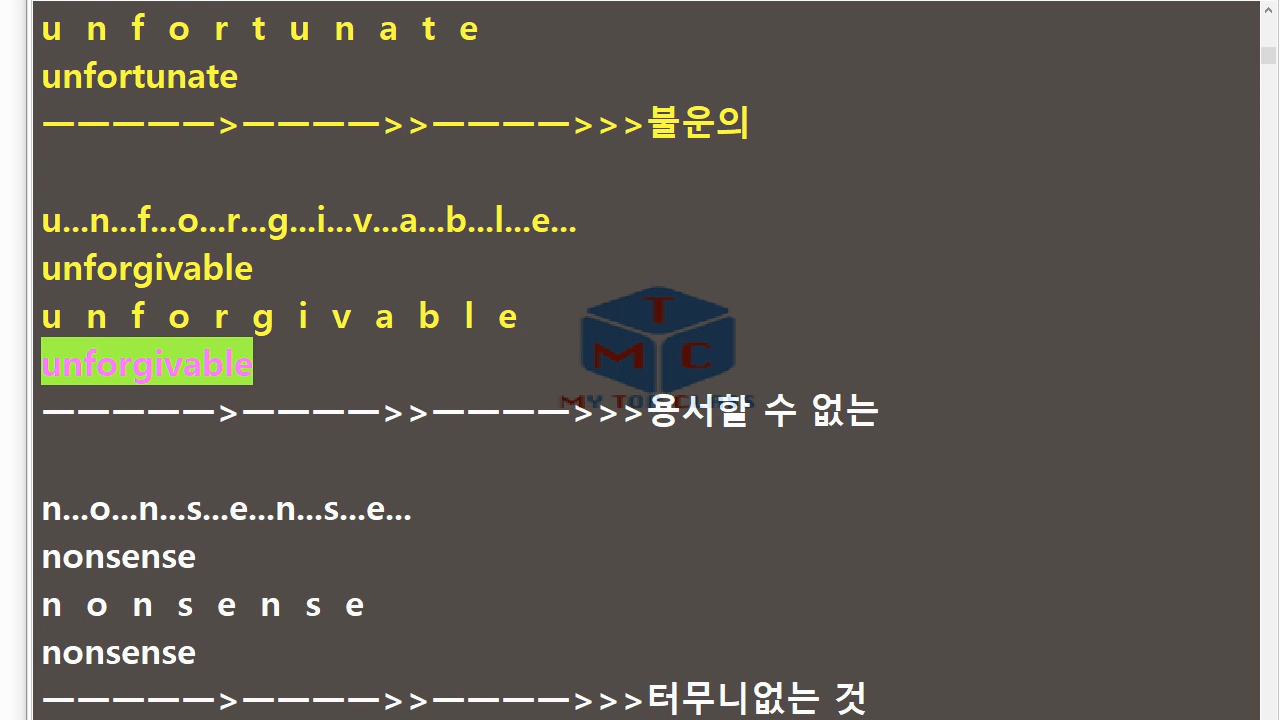 u n f o r t u n a t e
unfortunate
—————>————>>————>>>불운의
u...n...f...o...r...g...i...v...a...b...l...e...
unforgivable
u n f o r g i v a b l e
unforgivable
—————>————>>————>>>용서할 수 없는
T
M C
n...o...n...s...e...n...s...e...
nonsense
n o n s e n s e
nonsense
—————>————>>————>>>터무니없는 것